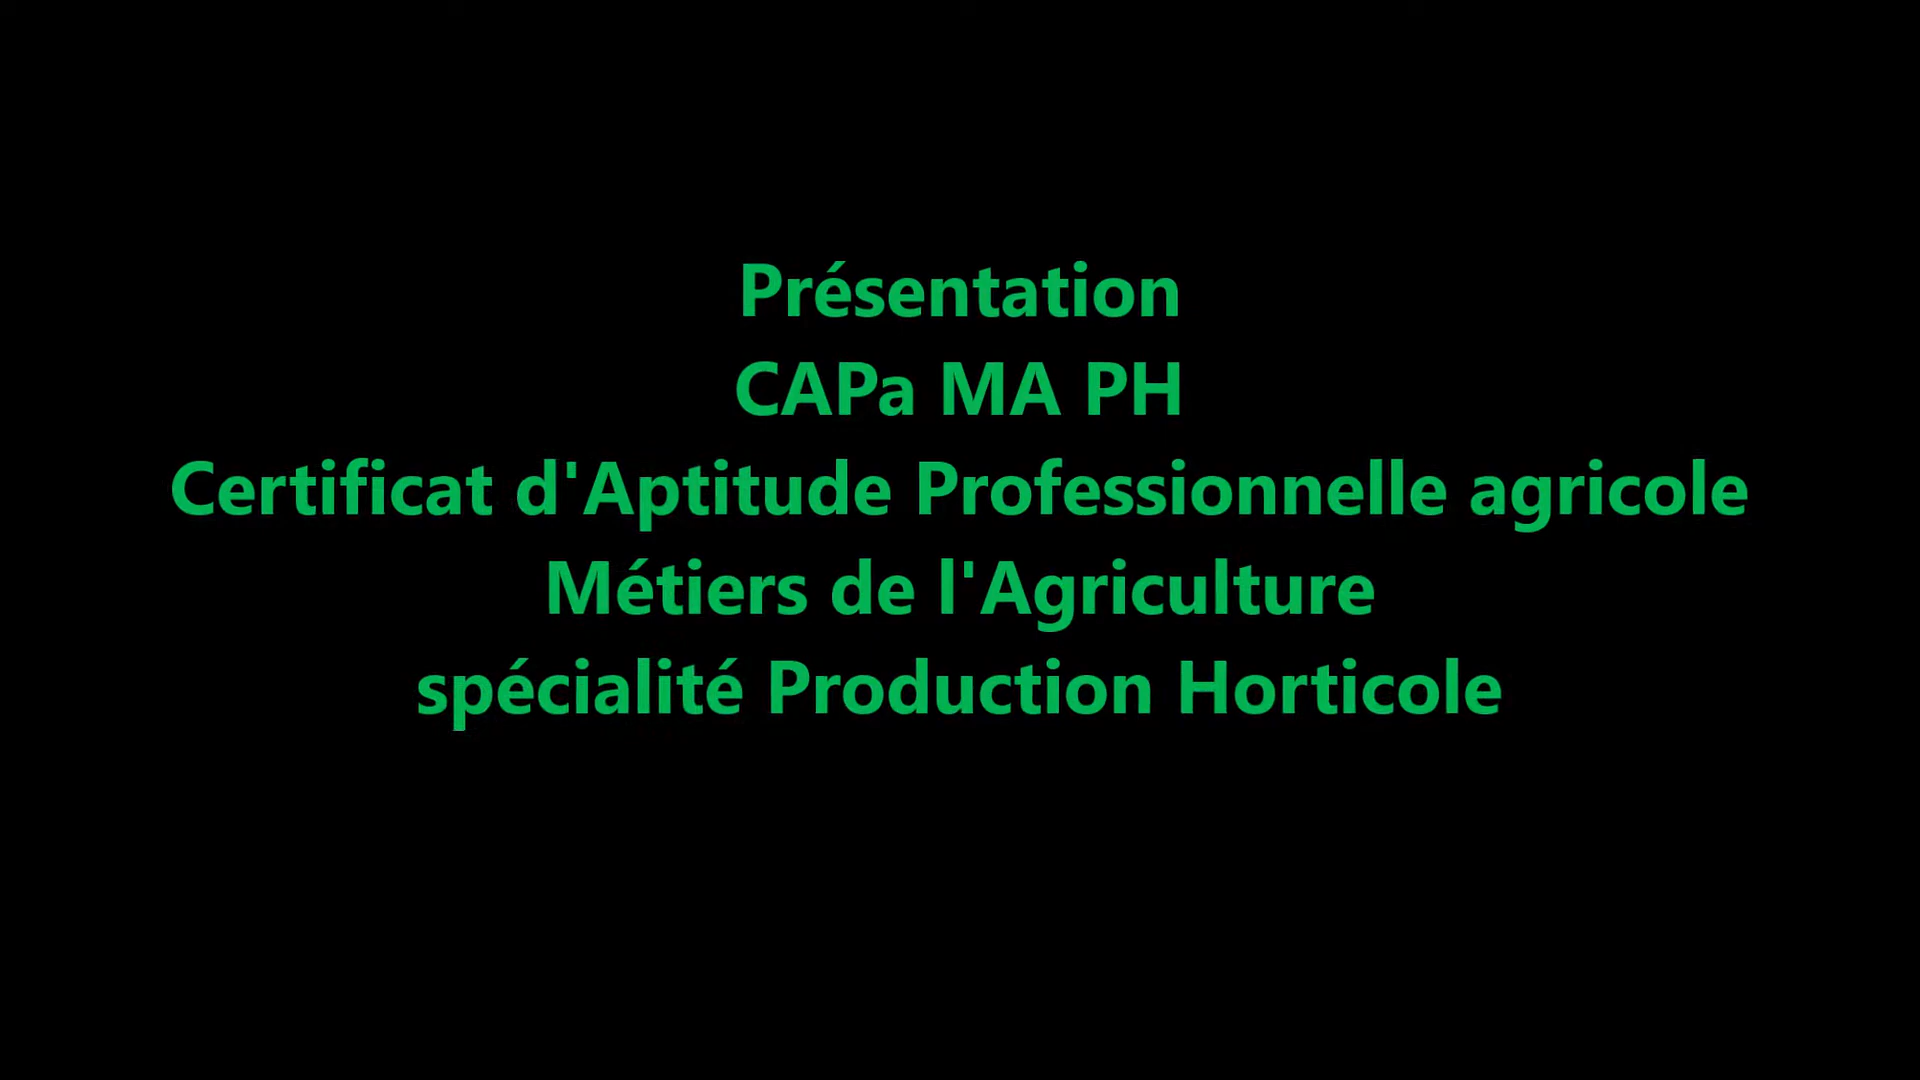 Présentation
CAPa MA PH
Certificat d'Aptitude Professionnelle agricole
Métiers de l'Agriculture
spécialité Production Horticole